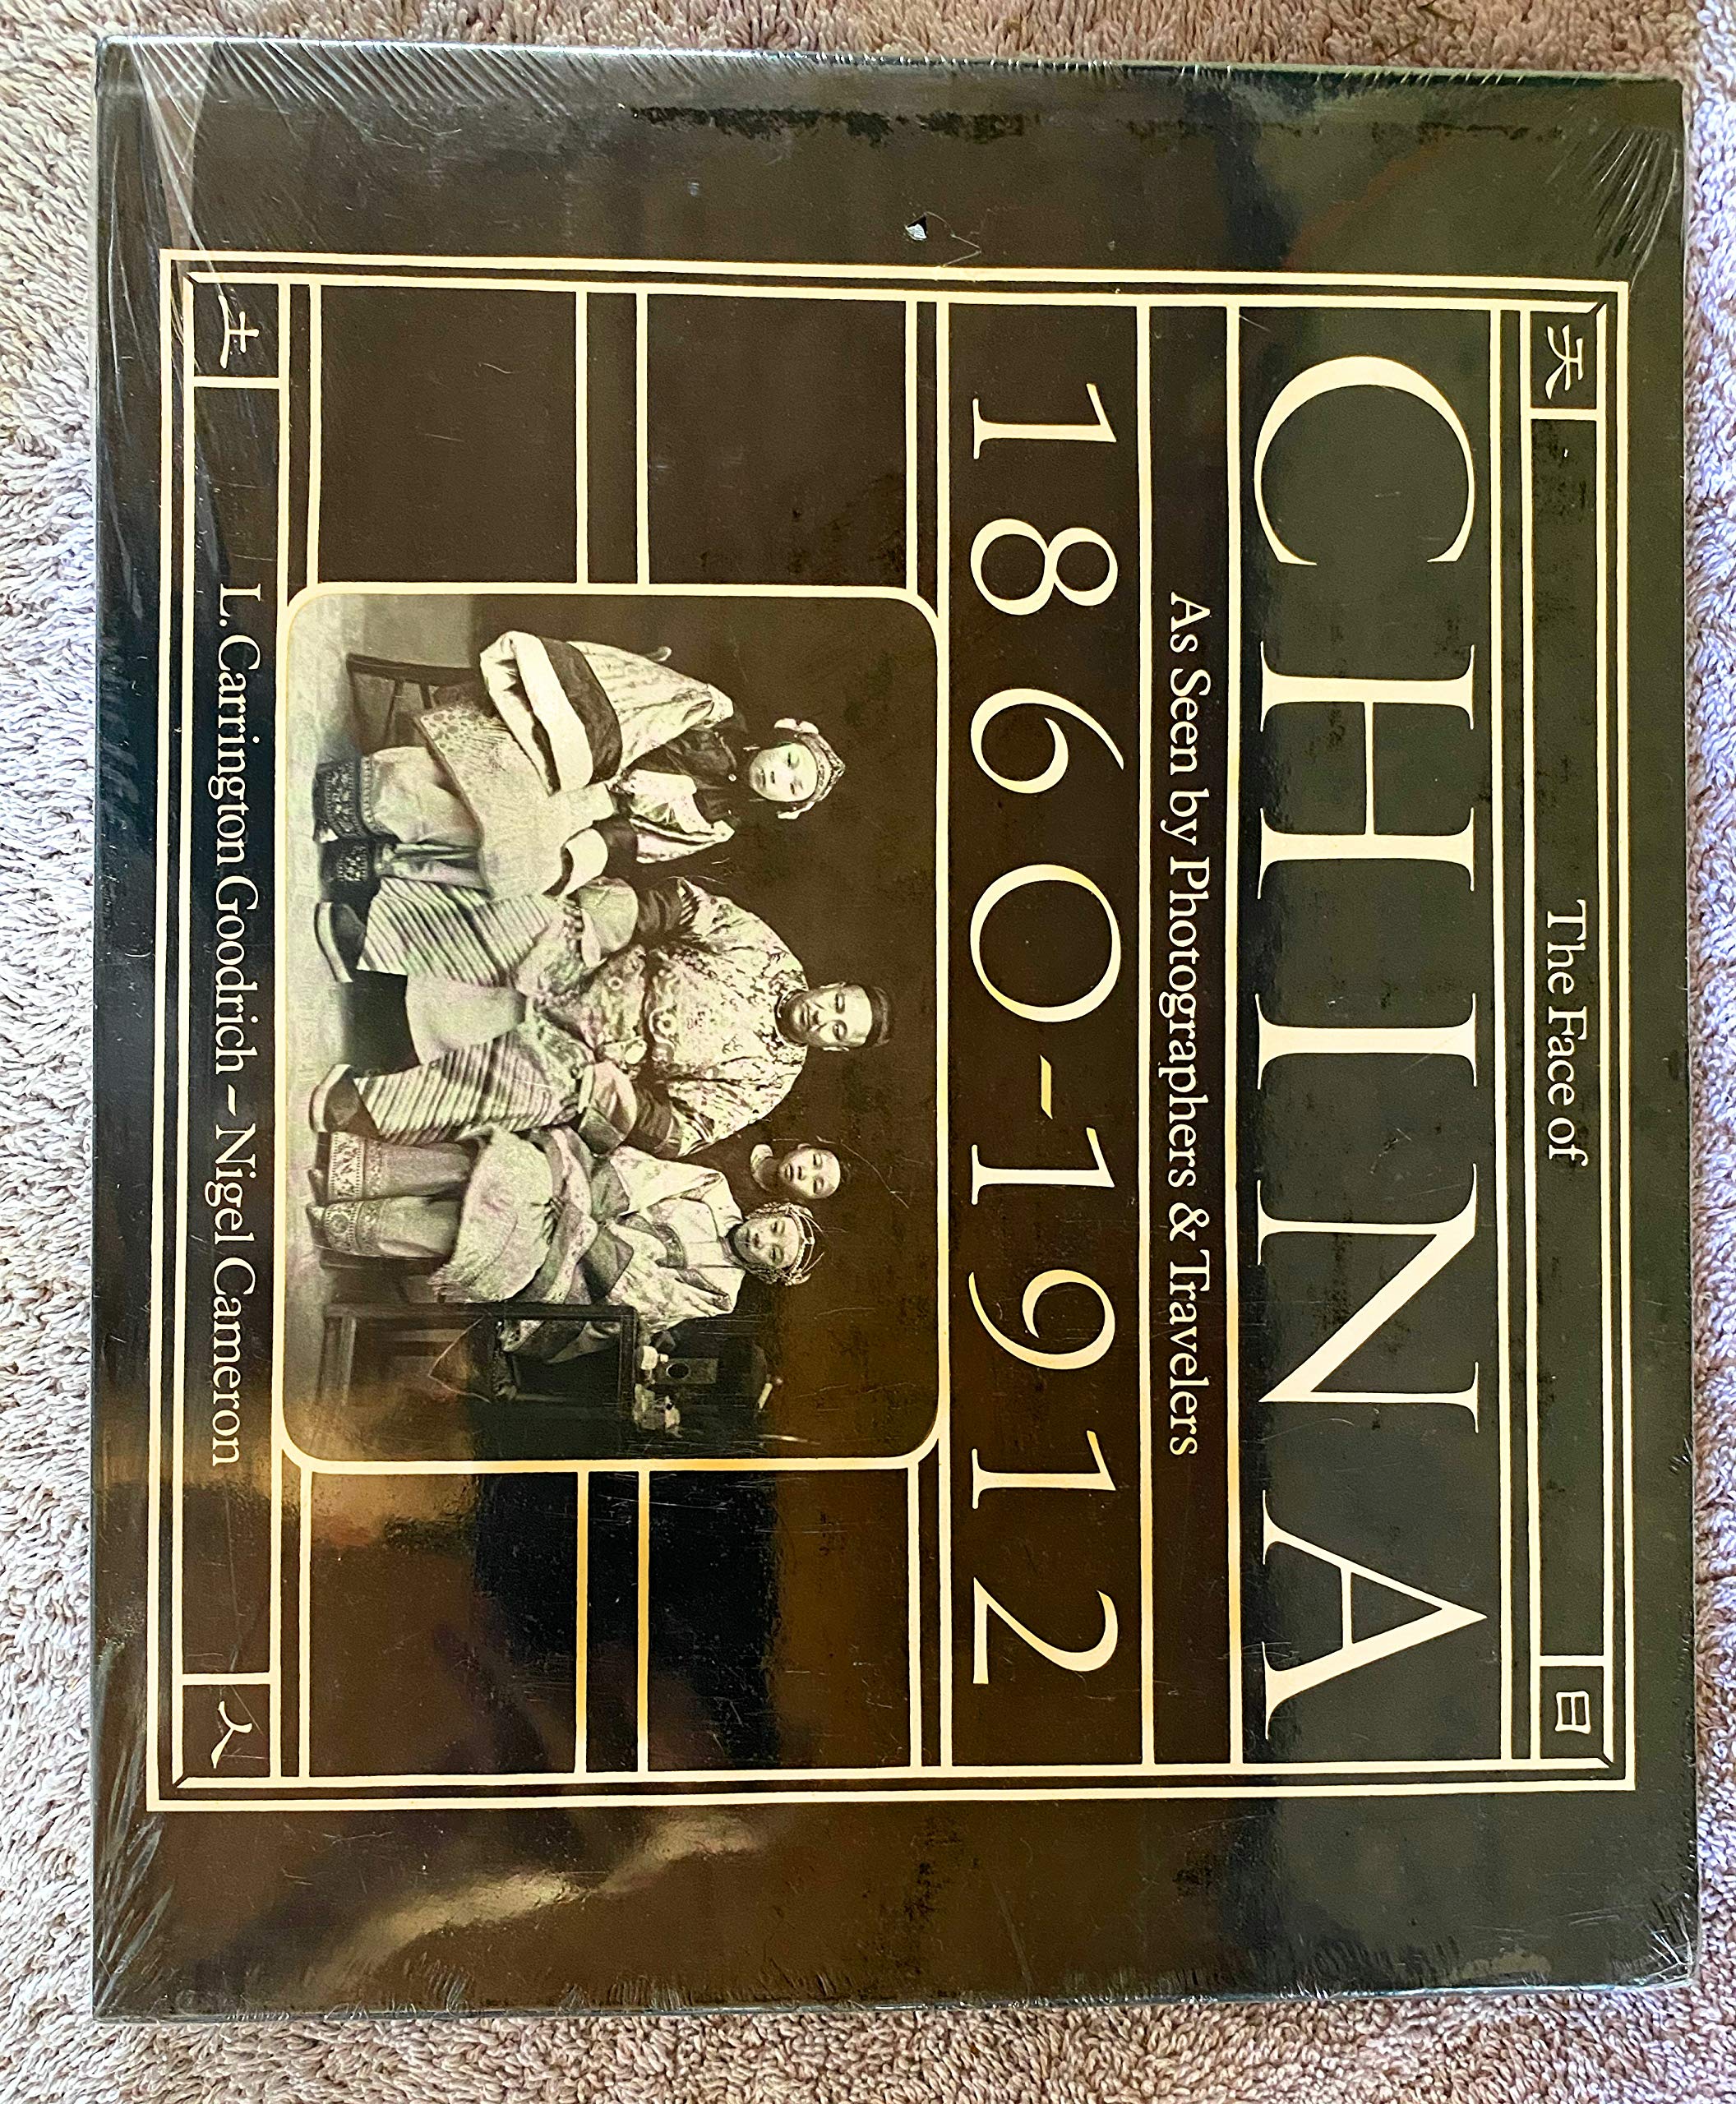 天 The Face of 日
CHINA
As Seen by Photographers & Travelers
1860-1912
土 L. Carrington Goodrich - Nigel Cameron 人